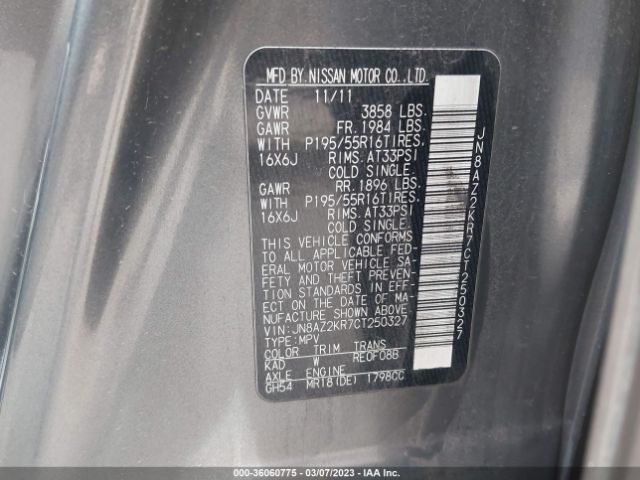 MFD BY NISSAN MOTOR CO.,LTD.
DATE 11/11
GVWR 3858 LBS.
GAWR FR. 1984 LBS.
WITH P195/55R16TIRES.
16X6J RIMS. AT33PSI
COLD SINGLE.
GAWR RR. 1896 LBS.
WITH P195/55R16TIRES.
16X6J RIMS. AT33PSI
COLD SINGLE.
THIS VEHICLE CONFORMS
TO ALL APPLICABLE FED-
ERAL MOTOR VEHICLE SA-
FETY AND THEFT PREVEN-
TION STANDARDS IN EFF-
ECT ON THE DATE OF MA-
NUFACTURE SHOWN ABOVE.
VIN:JN8AZ2KR7CT250327
TYPE:MPV
COLOR TRIM TRANS
KAD W RE0F08B
AXLE ENGINE
GH54 MR18(DE) 1798CC
JN8AZ2KR7CT250327
000-36060775 — 03/07/2023 — IAA Inc.